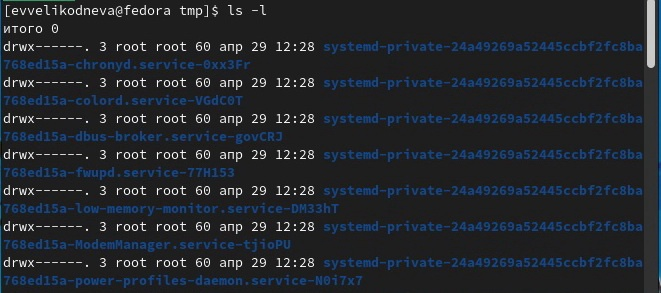 [evvelikodneva@fedora tmp]$ ls -l
итого 0
drwx------. 3 root root 60 апр 29 12:28 systemd-private-24a49269a52445ccbf2fc8ba
768ed15a-chronyd.service-0xx3Fr
drwx------. 3 root root 60 апр 29 12:28 systemd-private-24a49269a52445ccbf2fc8ba
768ed15a-colord.service-VGdC0T
drwx------. 3 root root 60 апр 29 12:28 systemd-private-24a49269a52445ccbf2fc8ba
768ed15a-dbus-broker.service-govCRJ
drwx------. 3 root root 60 апр 29 12:28 systemd-private-24a49269a52445ccbf2fc8ba
768ed15a-fwupd.service-77H153
drwx------. 3 root root 60 апр 29 12:28 systemd-private-24a49269a52445ccbf2fc8ba
768ed15a-low-memory-monitor.service-DM33hT
drwx------. 3 root root 60 апр 29 12:28 systemd-private-24a49269a52445ccbf2fc8ba
768ed15a-ModemManager.service-tjioPU
drwx------. 3 root root 60 апр 29 12:28 systemd-private-24a49269a52445ccbf2fc8ba
768ed15a-power-profiles-daemon.service-N0i7x7